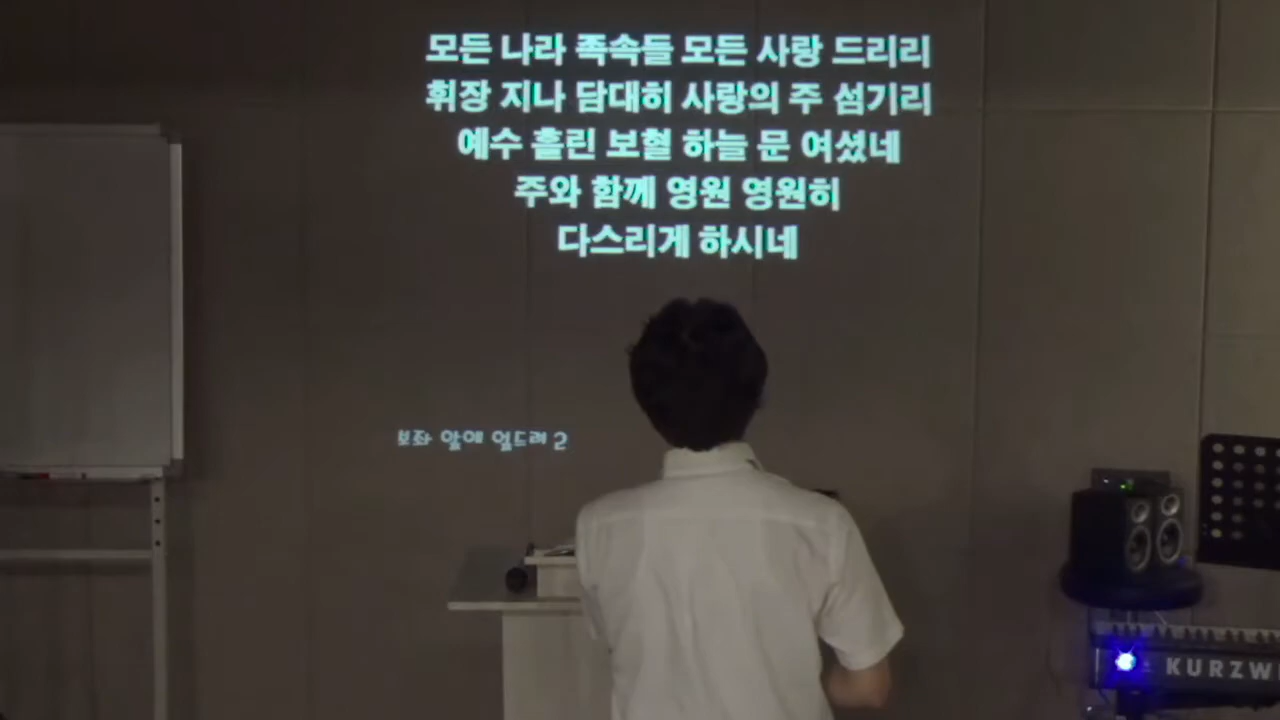 모든 나라 족속들 모든 사랑 드리리
휘장 지나 담대히 사랑의 주 섬기리
예수 흘린 보혈 하늘 문 여셨네
주와 함께 영원 영원히
다스리게 하시네
보좌 앞에 엎드려 2
KURZW